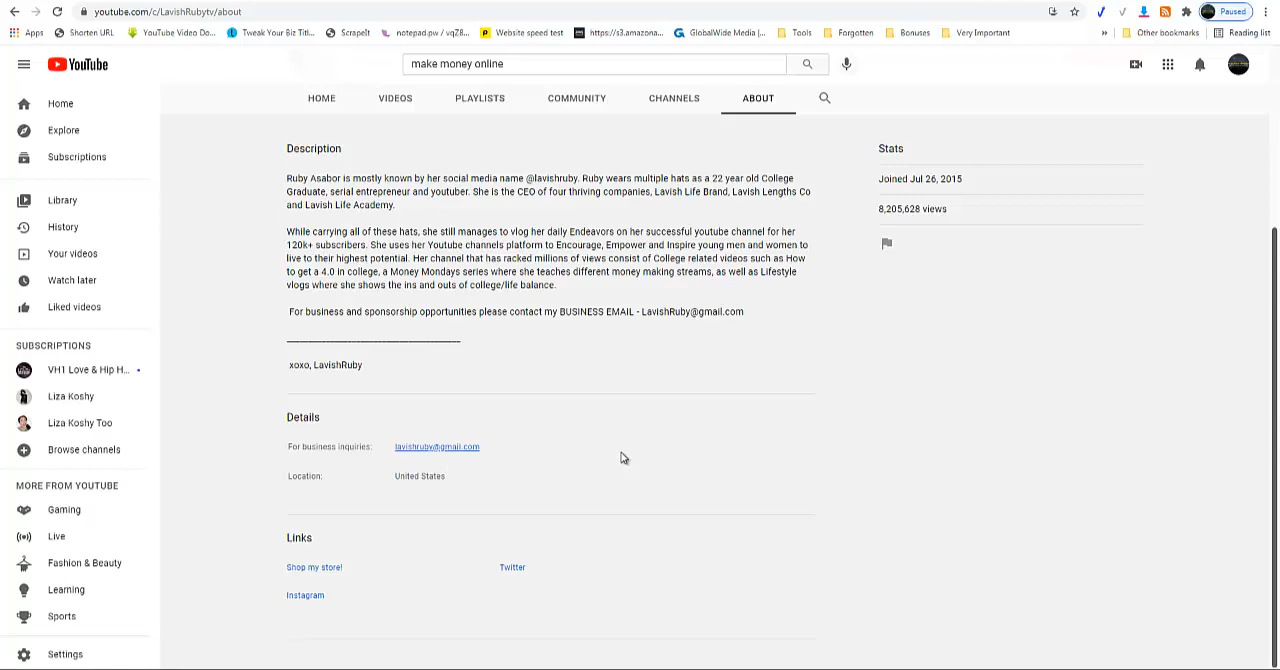 youtube.com/c/LavishRubytv/about
Paused
Apps
Shorten URL
YouTube Video Do...
Tweak Your Biz Titl...
ScrapeIt
notepad.pw / vqZ8...
Website speed test
https://s3.amazona...
GlobalWide Media |...
Tools
Forgotten
Bonuses
Very Important
»
Other bookmarks
Reading list
YouTube
make money online
HOME
VIDEOS
PLAYLISTS
COMMUNITY
CHANNELS
ABOUT
Home
Explore
Subscriptions
Library
History
Your videos
Watch later
Liked videos
SUBSCRIPTIONS
VH1 Love & Hip H...
Liza Koshy
Liza Koshy Too
Browse channels
MORE FROM YOUTUBE
Gaming
Live
Fashion & Beauty
Learning
Sports
Settings
Description
Ruby Asabor is mostly known by her social media name @lavishruby. Ruby wears multiple hats as a 22 year old College
Graduate, serial entrepreneur and youtuber. She is the CEO of four thriving companies, Lavish Life Brand, Lavish Lengths Co
and Lavish Life Academy.
While carrying all of these hats, she still manages to vlog her daily Endeavors on her successful youtube channel for her
120k+ subscribers. She uses her Youtube channels platform to Encourage, Empower and Inspire young men and women to
live to their highest potential. Her channel that has racked millions of views consist of College related videos such as How
to get a 4.0 in college, a Money Mondays series where she teaches different money making streams, as well as Lifestyle
vlogs where she shows the ins and outs of college/life balance.
For business and sponsorship opportunities please contact my BUSINESS EMAIL - LavishRuby@gmail.com
xoxo, LavishRuby
Details
For business inquiries: lavishruby@gmail.com
Location: United States
Links
Shop my store!
Twitter
Instagram
Stats
Joined Jul 26, 2015
8,205,628 views